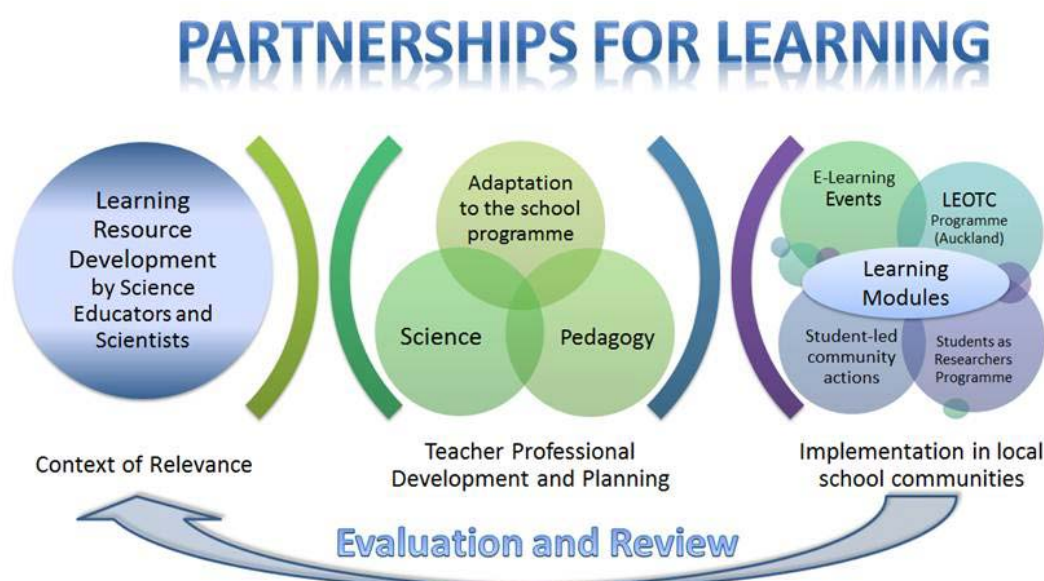 PARTNERSHIPS FOR LEARNING
Learning
Resource
Development
by Science
Educators and
Scientists
Context of Relevance
Adaptation
to the school
programme
Science
Pedagogy
Teacher Professional
Development and Planning
E-Learning
Events
LEOTC
Programme
(Auckland)
Learning
Modules
Student-led
community
actions
Students as
Researchers
Programme
Implementation in local
school communities
Evaluation and Review